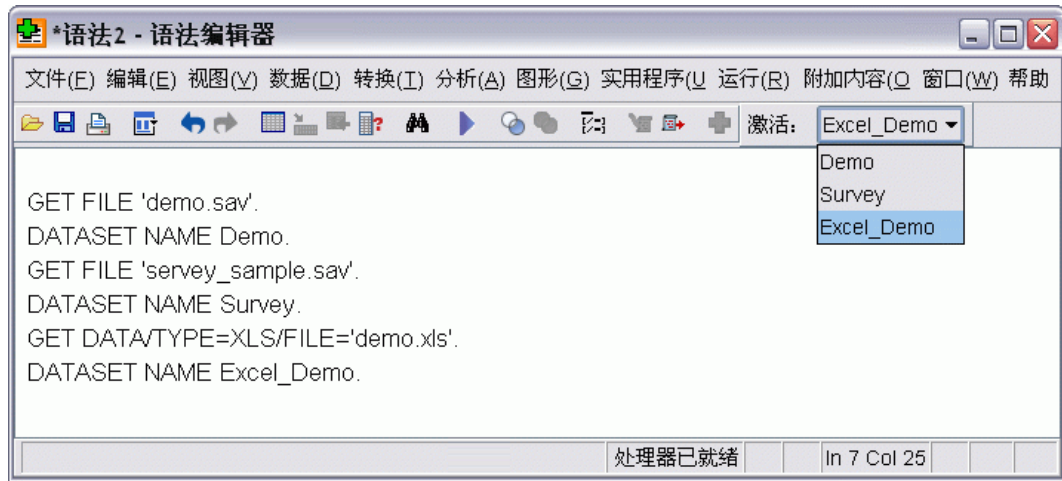 *语法2 - 语法编辑器
文件(F) 编辑(E) 视图(V) 数据(D) 转换(T) 分析(A) 图形(G) 实用程序(U 运行(R) 附加内容(O 窗口(W) 帮助
激活: Excel_Demo
Demo
Survey
Excel_Demo
GET FILE 'demo.sav'.
DATASET NAME Demo.
GET FILE 'servey_sample.sav'.
DATASET NAME Survey.
GET DATA/TYPE=XLS/FILE='demo.xls'.
DATASET NAME Excel_Demo.
处理器已就绪 In 7 Col 25